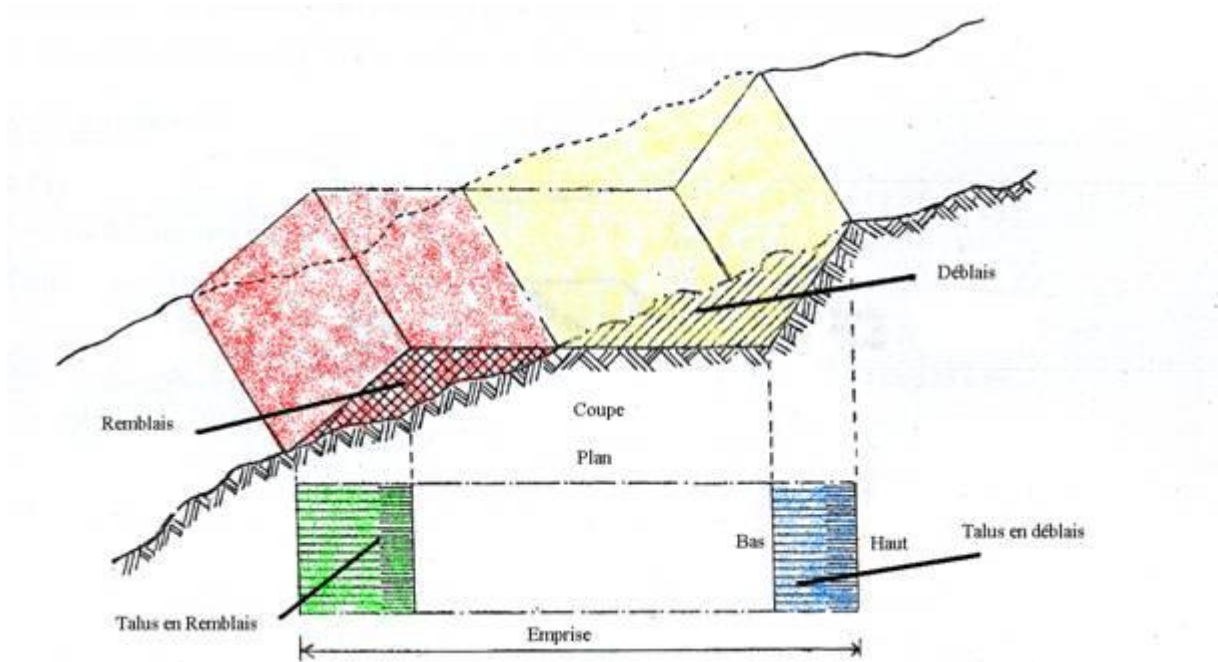 Déblais
Remblais
Coupe
Plan
Bas
Haut
Talus en déblais
Talus en Remblais
Emprise